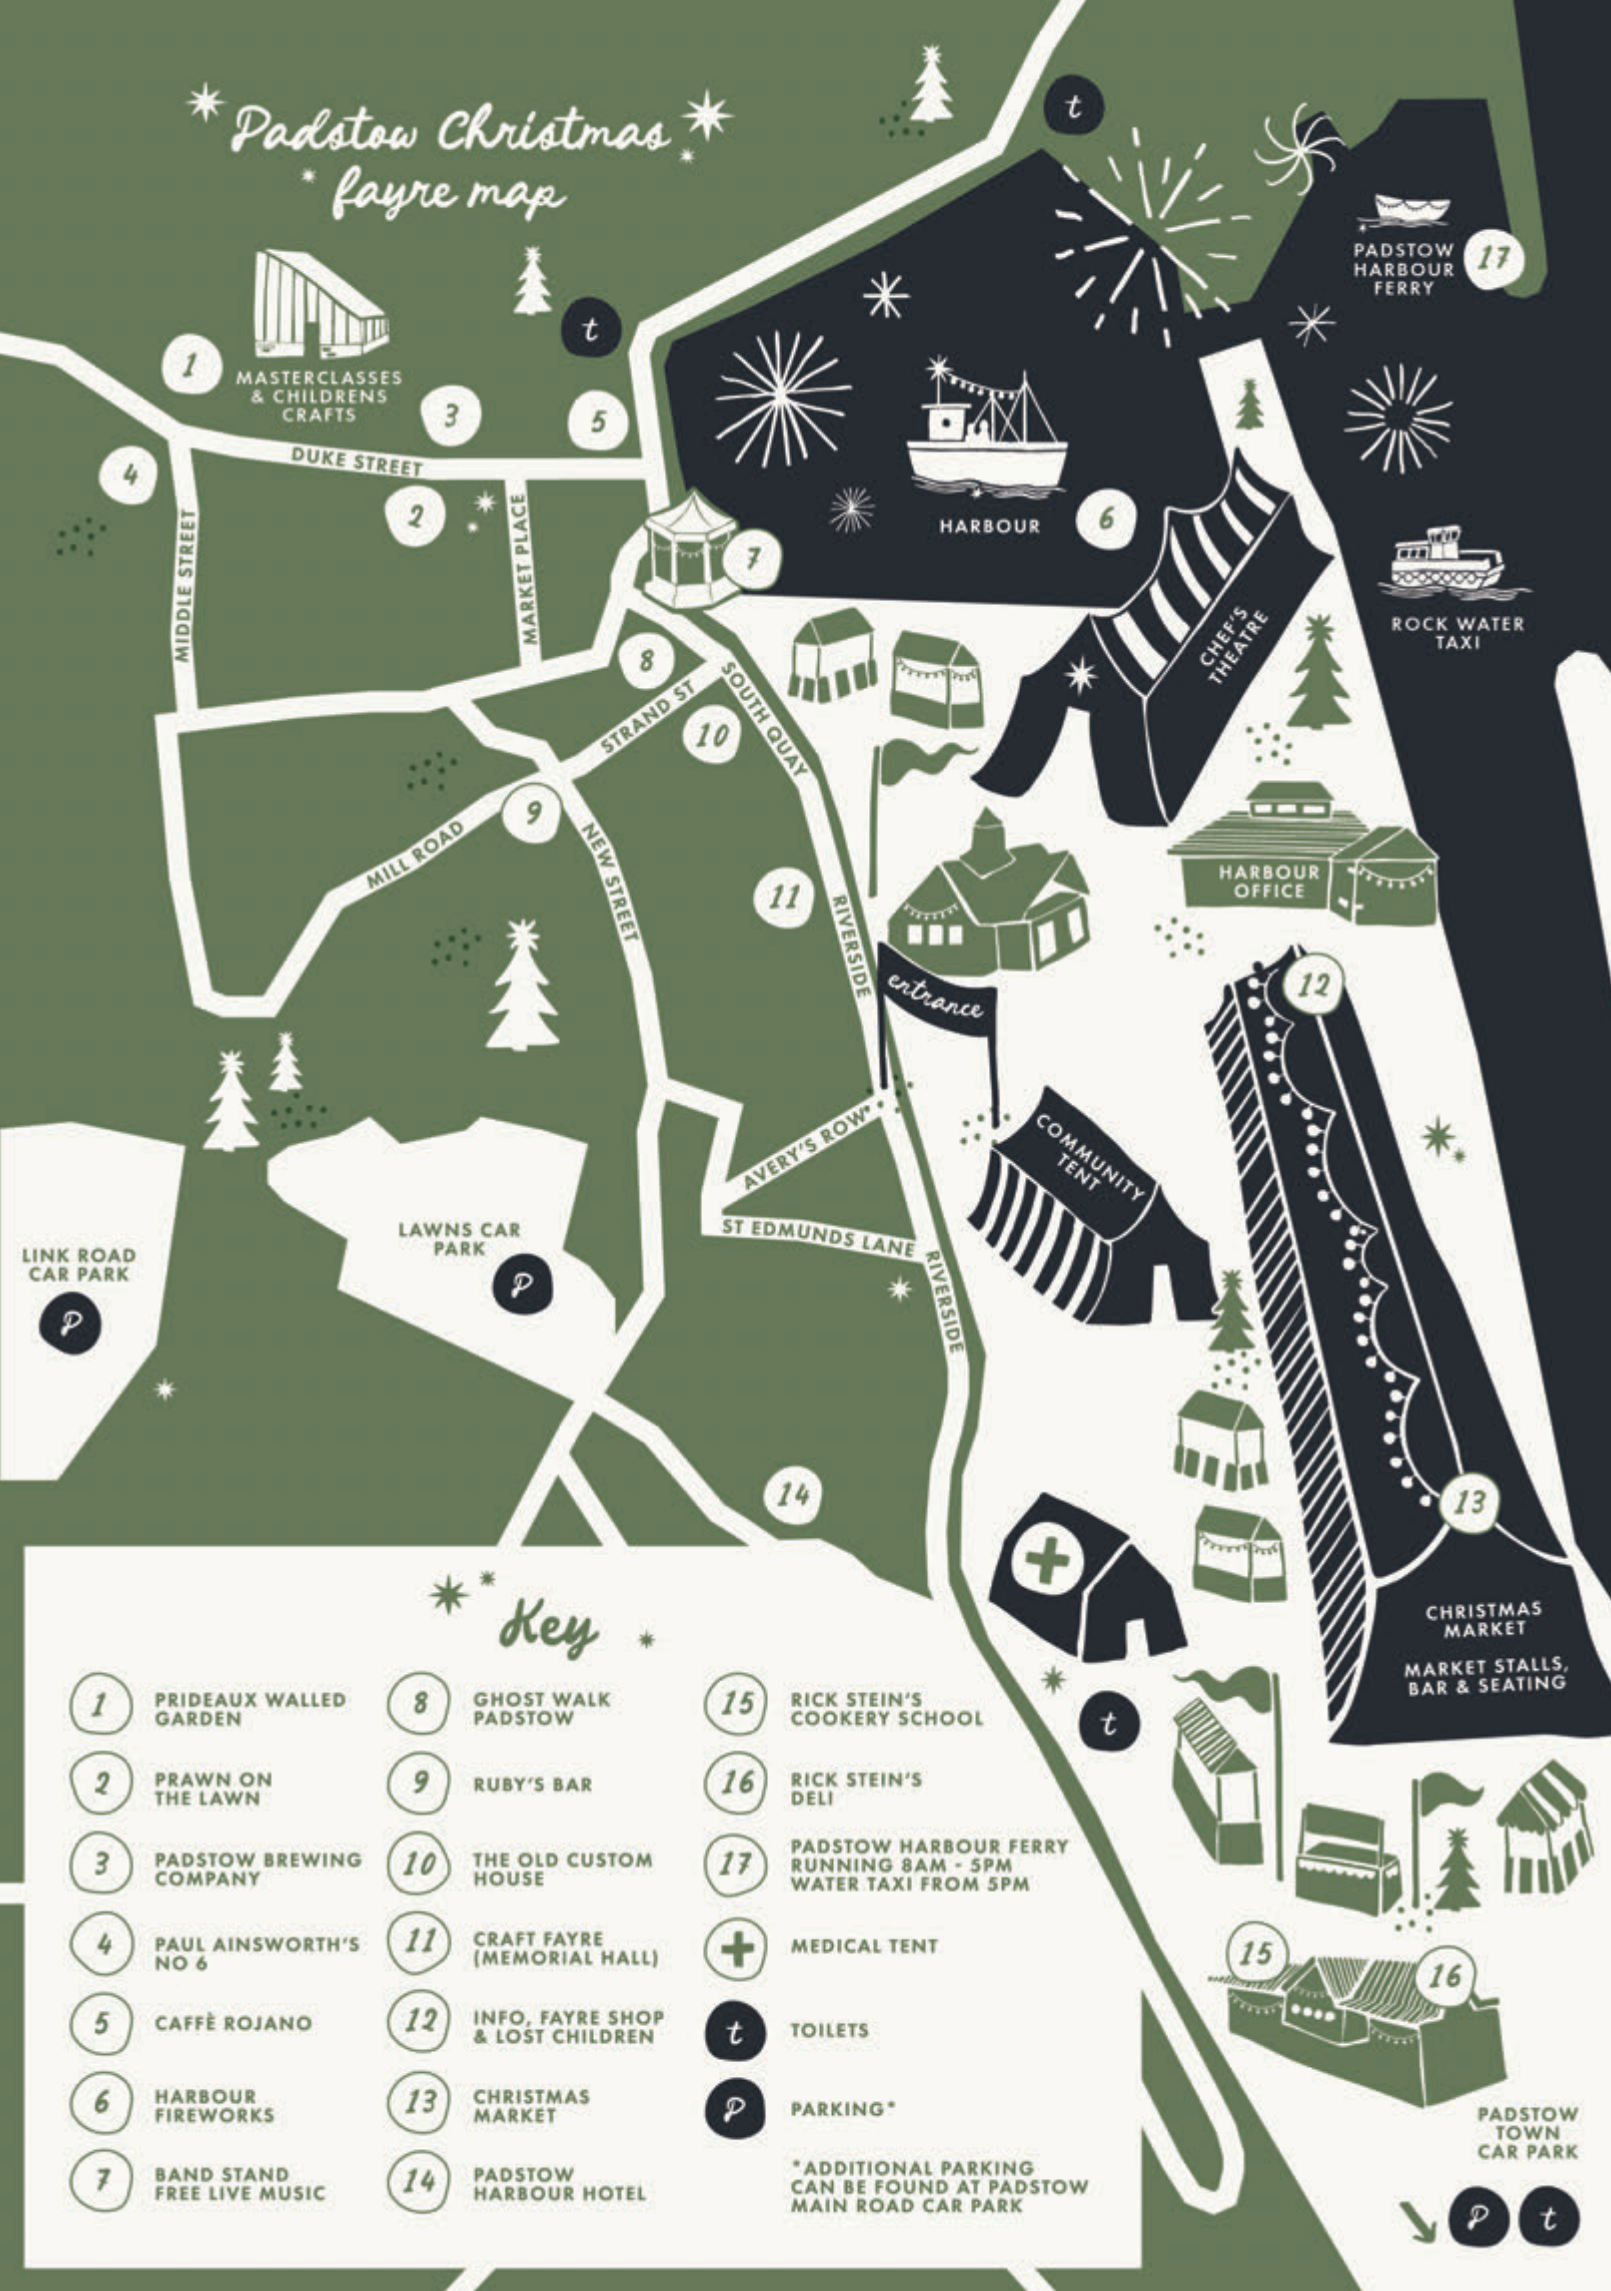 Padstow Christmas
fayre map
t
PADSTOW
HARBOUR
FERRY
17
t
1
MASTERCLASSES
& CHILDRENS
CRAFTS
3
5
4
DUKE STREET
2
MARKET PLACE
MIDDLE STREET
HARBOUR
6
7
ROCK WATER
TAXI
CHEF'S
THEATRE
8
STRAND ST
SOUTH QUAY
10
9
MILL ROAD
NEW STREET
11
RIVERSIDE
HARBOUR
OFFICE
entrance
12
COMMUNITY
TENT
AVERY'S ROW
ST EDMUNDS LANE
RIVERSIDE
LAWNS CAR
PARK
P
LINK ROAD
CAR PARK
P
14
13
CHRISTMAS
MARKET
MARKET STALLS,
BAR & SEATING
t
15
16
PADSTOW
TOWN
CAR PARK
P t
Key
1 PRIDEAUX WALLED
GARDEN
2 PRAWN ON
THE LAWN
3 PADSTOW BREWING
COMPANY
4 PAUL AINSWORTH'S
NO 6
5 CAFFÈ ROJANO
6 HARBOUR
FIREWORKS
7 BAND STAND
FREE LIVE MUSIC
8 GHOST WALK
PADSTOW
9 RUBY'S BAR
10 THE OLD CUSTOM
HOUSE
11 CRAFT FAYRE
(MEMORIAL HALL)
12 INFO, FAYRE SHOP
& LOST CHILDREN
13 CHRISTMAS
MARKET
14 PADSTOW
HARBOUR HOTEL
15 RICK STEIN'S
COOKERY SCHOOL
16 RICK STEIN'S
DELI
17 PADSTOW HARBOUR FERRY
RUNNING 8AM - 5PM
WATER TAXI FROM 5PM
MEDICAL TENT
t TOILETS
P PARKING*
*ADDITIONAL PARKING
CAN BE FOUND AT PADSTOW
MAIN ROAD CAR PARK